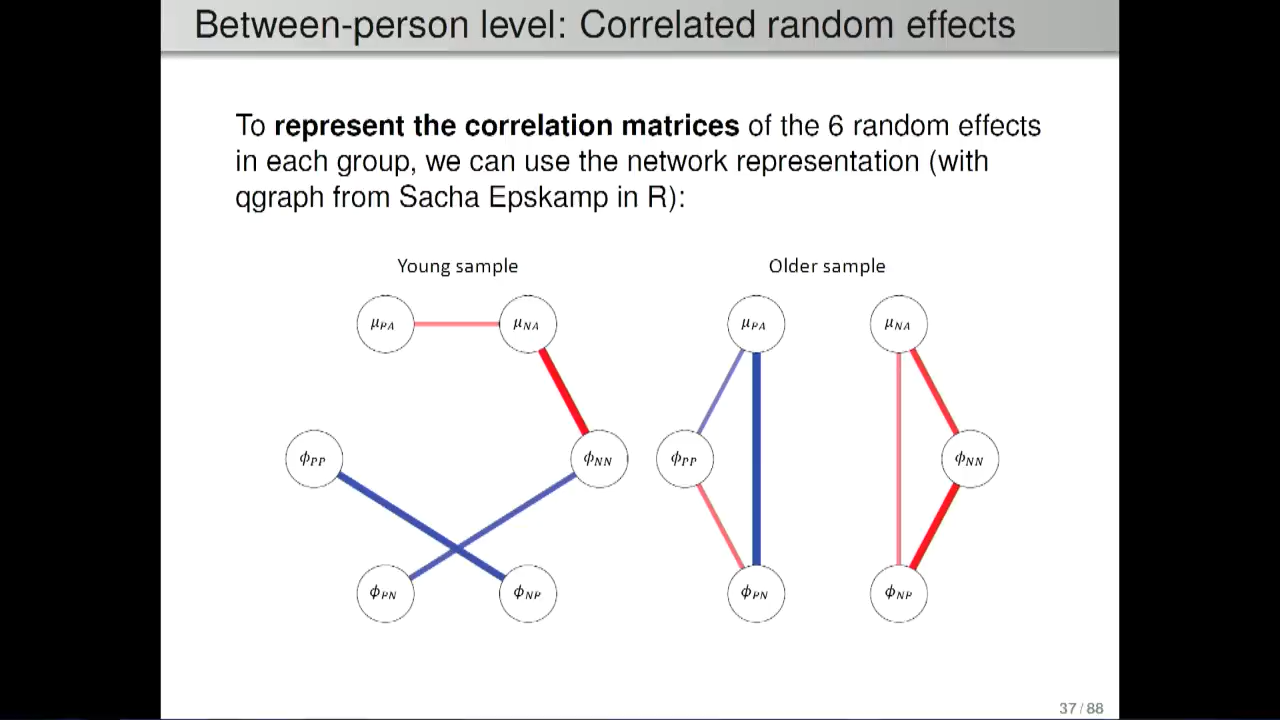 Between-person level: Correlated random effects
To represent the correlation matrices of the 6 random effects
in each group, we can use the network representation (with
qgraph from Sacha Epskamp in R):
Young sample
Older sample
μPA
μNA
μPA
μNA
ϕPP
ϕNN
ϕPP
ϕNN
ϕPN
ϕNP
ϕPN
ϕNP
37 / 88